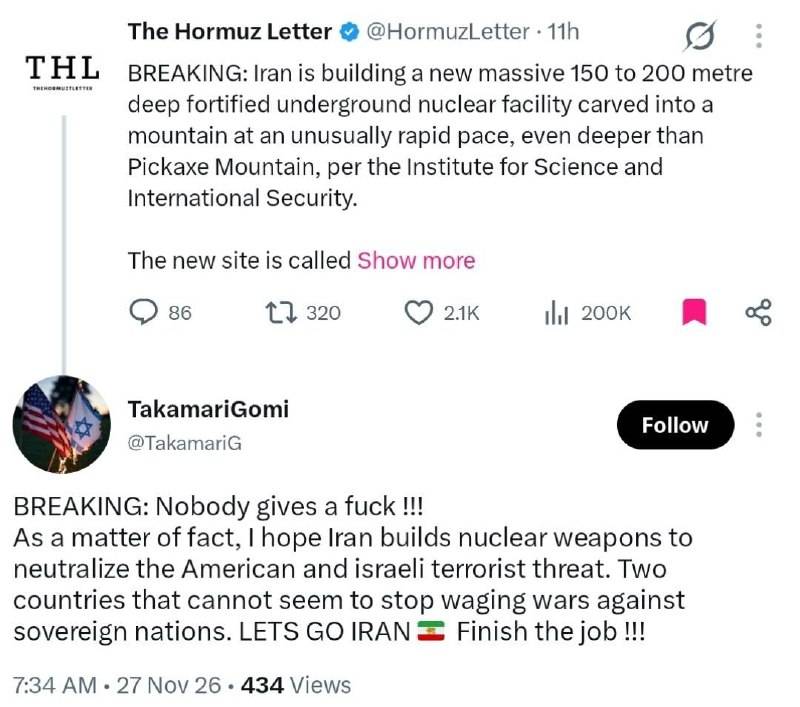 The Hormuz Letter @HormuzLetter · 11h
THL
THEHORMUZLETTER
BREAKING: Iran is building a new massive 150 to 200 metre
deep fortified underground nuclear facility carved into a
mountain at an unusually rapid pace, even deeper than
Pickaxe Mountain, per the Institute for Science and
International Security.
The new site is called Show more
86 320 2.1K 200K
TakamariGomi
@TakamariG
Follow
BREAKING: Nobody gives a fuck !!!
As a matter of fact, I hope Iran builds nuclear weapons to
neutralize the American and israeli terrorist threat. Two
countries that cannot seem to stop waging wars against
sovereign nations. LETS GO IRAN 🇮🇷 Finish the job !!!
7:34 AM · 27 Nov 26 · 434 Views